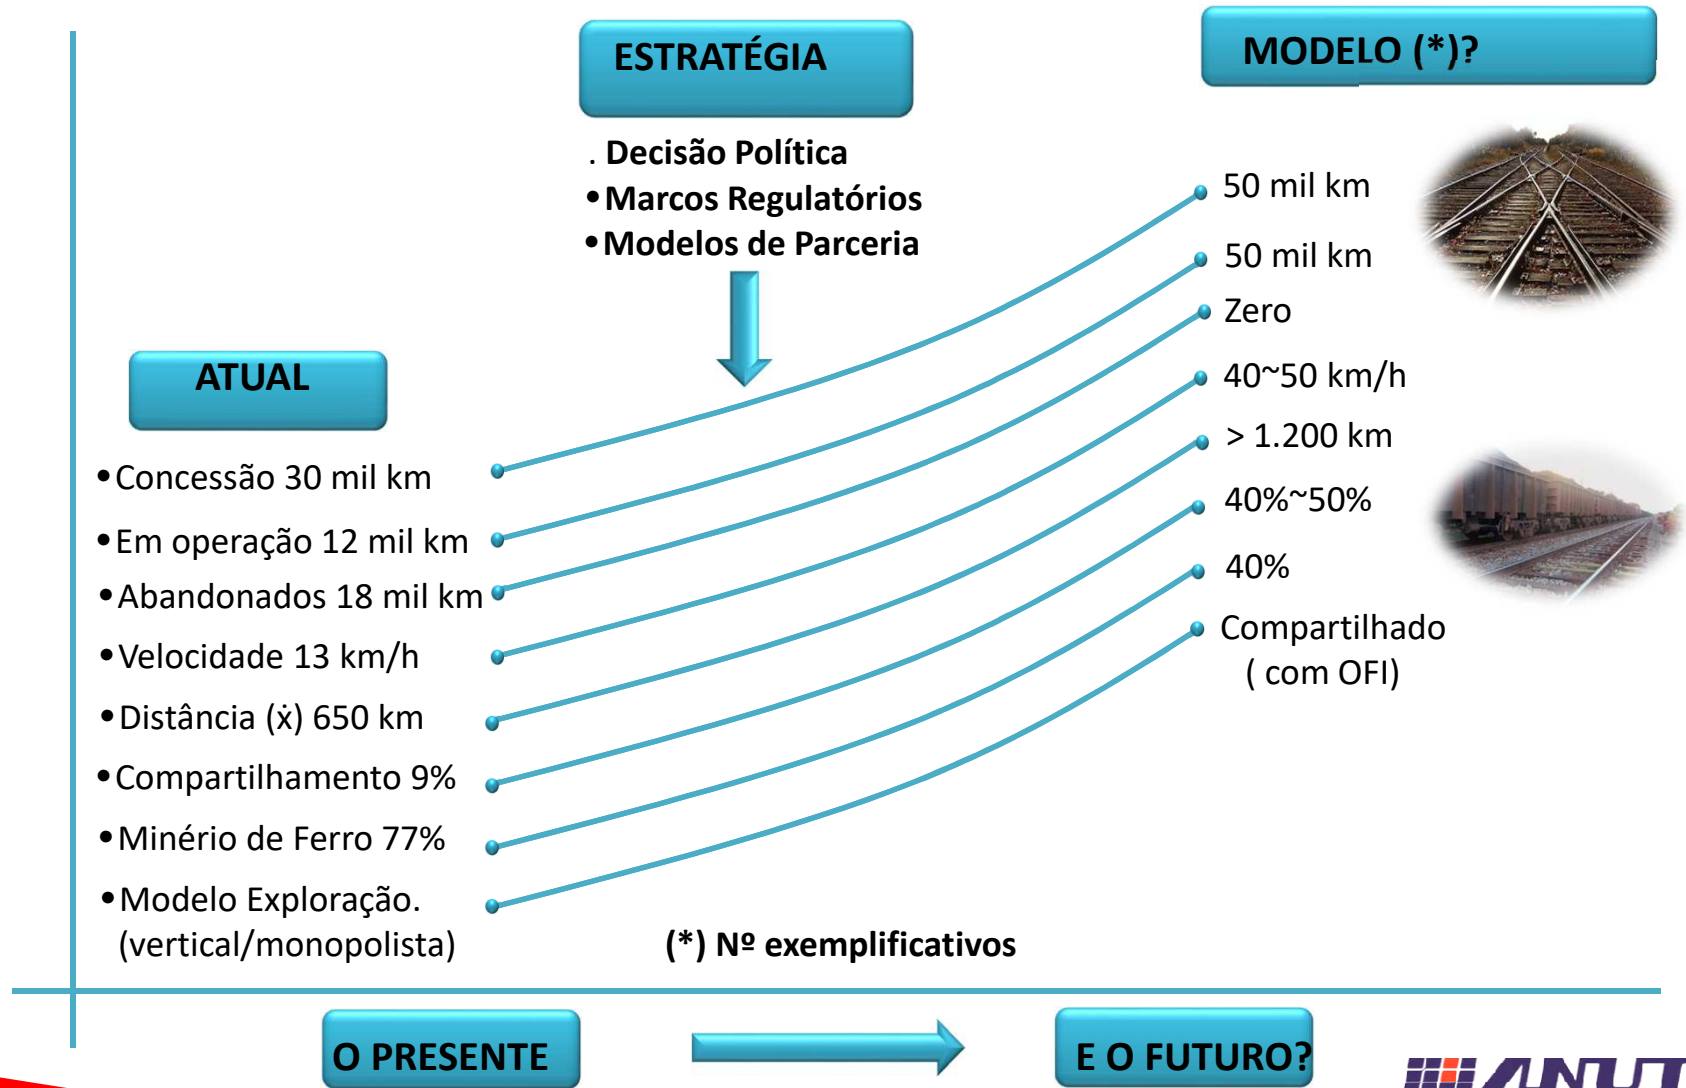 ESTRATÉGIA
. Decisão Política
•Marcos Regulatórios
•Modelos de Parceria
MODELO (*)?
50 mil km
50 mil km
Zero
40~50 km/h
> 1.200 km
40%~50%
40%
Compartilhado
( com OFI)
ATUAL
•Concessão 30 mil km
•Em operação 12 mil km
•Abandonados 18 mil km
•Velocidade 13 km/h
•Distância (ẋ) 650 km
•Compartilhamento 9%
•Minério de Ferro 77%
•Modelo Exploração.
(vertical/monopolista)
(*) Nº exemplificativos
O PRESENTE
E O FUTURO?
ANUT